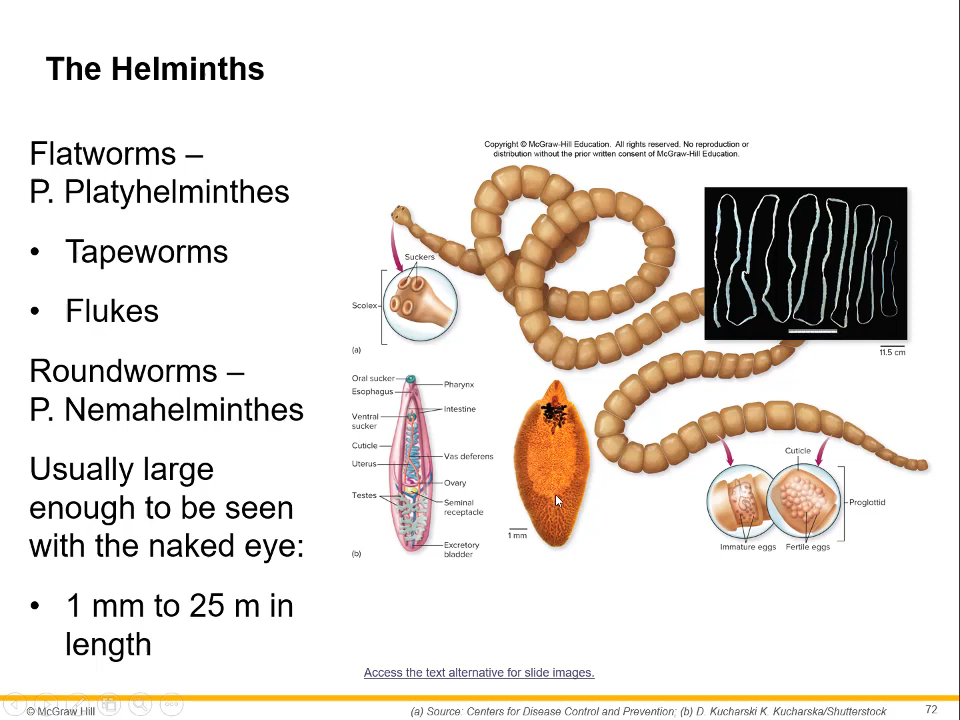 The Helminths
Flatworms –
P. Platyhelminthes
• Tapeworms
• Flukes
Roundworms –
P. Nemahelminthes
Usually large
enough to be seen
with the naked eye:
• 1 mm to 25 m in
length
Copyright © McGraw-Hill Education. All rights reserved. No reproduction or
distribution without the prior written consent of McGraw-Hill Education.
Suckers
Scolex
(a)
11.5 cm
Oral sucker
Esophagus
Ventral
sucker
Cuticle
Uterus
Testes
Pharynx
Intestine
Vas deferens
Ovary
Seminal
receptacle
Excretory
bladder
(b)
1 mm
Cuticle
Proglottid
Immature eggs
Fertile eggs
Access the text alternative for slide images.
© McGraw Hill
(a) Source: Centers for Disease Control and Prevention; (b) D. Kucharski K. Kucharska/Shutterstock
72